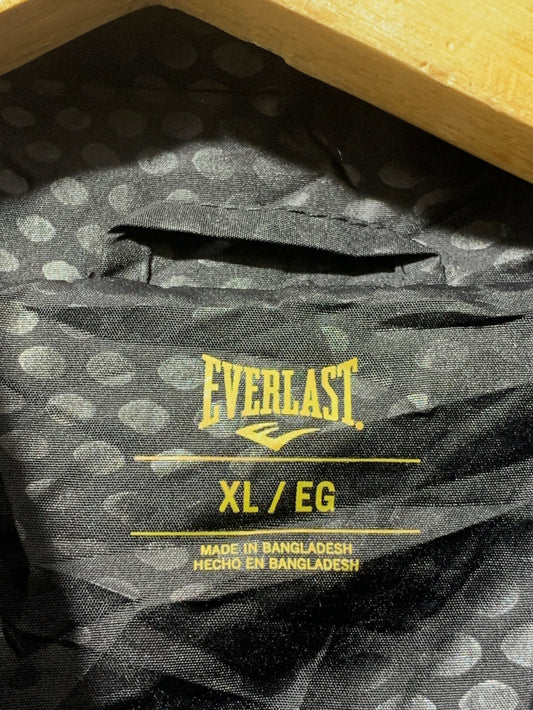 EVERLAST.
XL / EG
MADE IN BANGLADESH
HECHO EN BANGLADESH